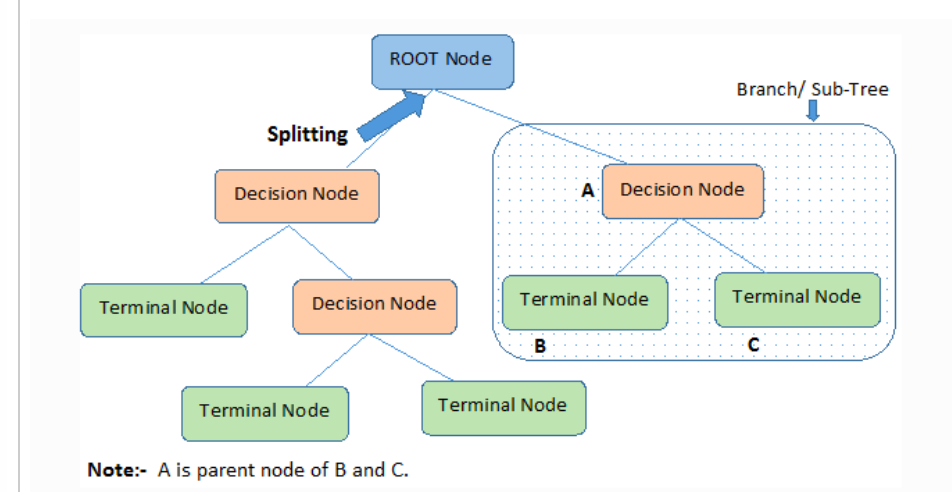 ROOT Node
Branch/ Sub-Tree
Splitting
Decision Node
A
Decision Node
Terminal Node
Decision Node
Terminal Node
Terminal Node
B
C
Terminal Node
Terminal Node
Note:- A is parent node of B and C.